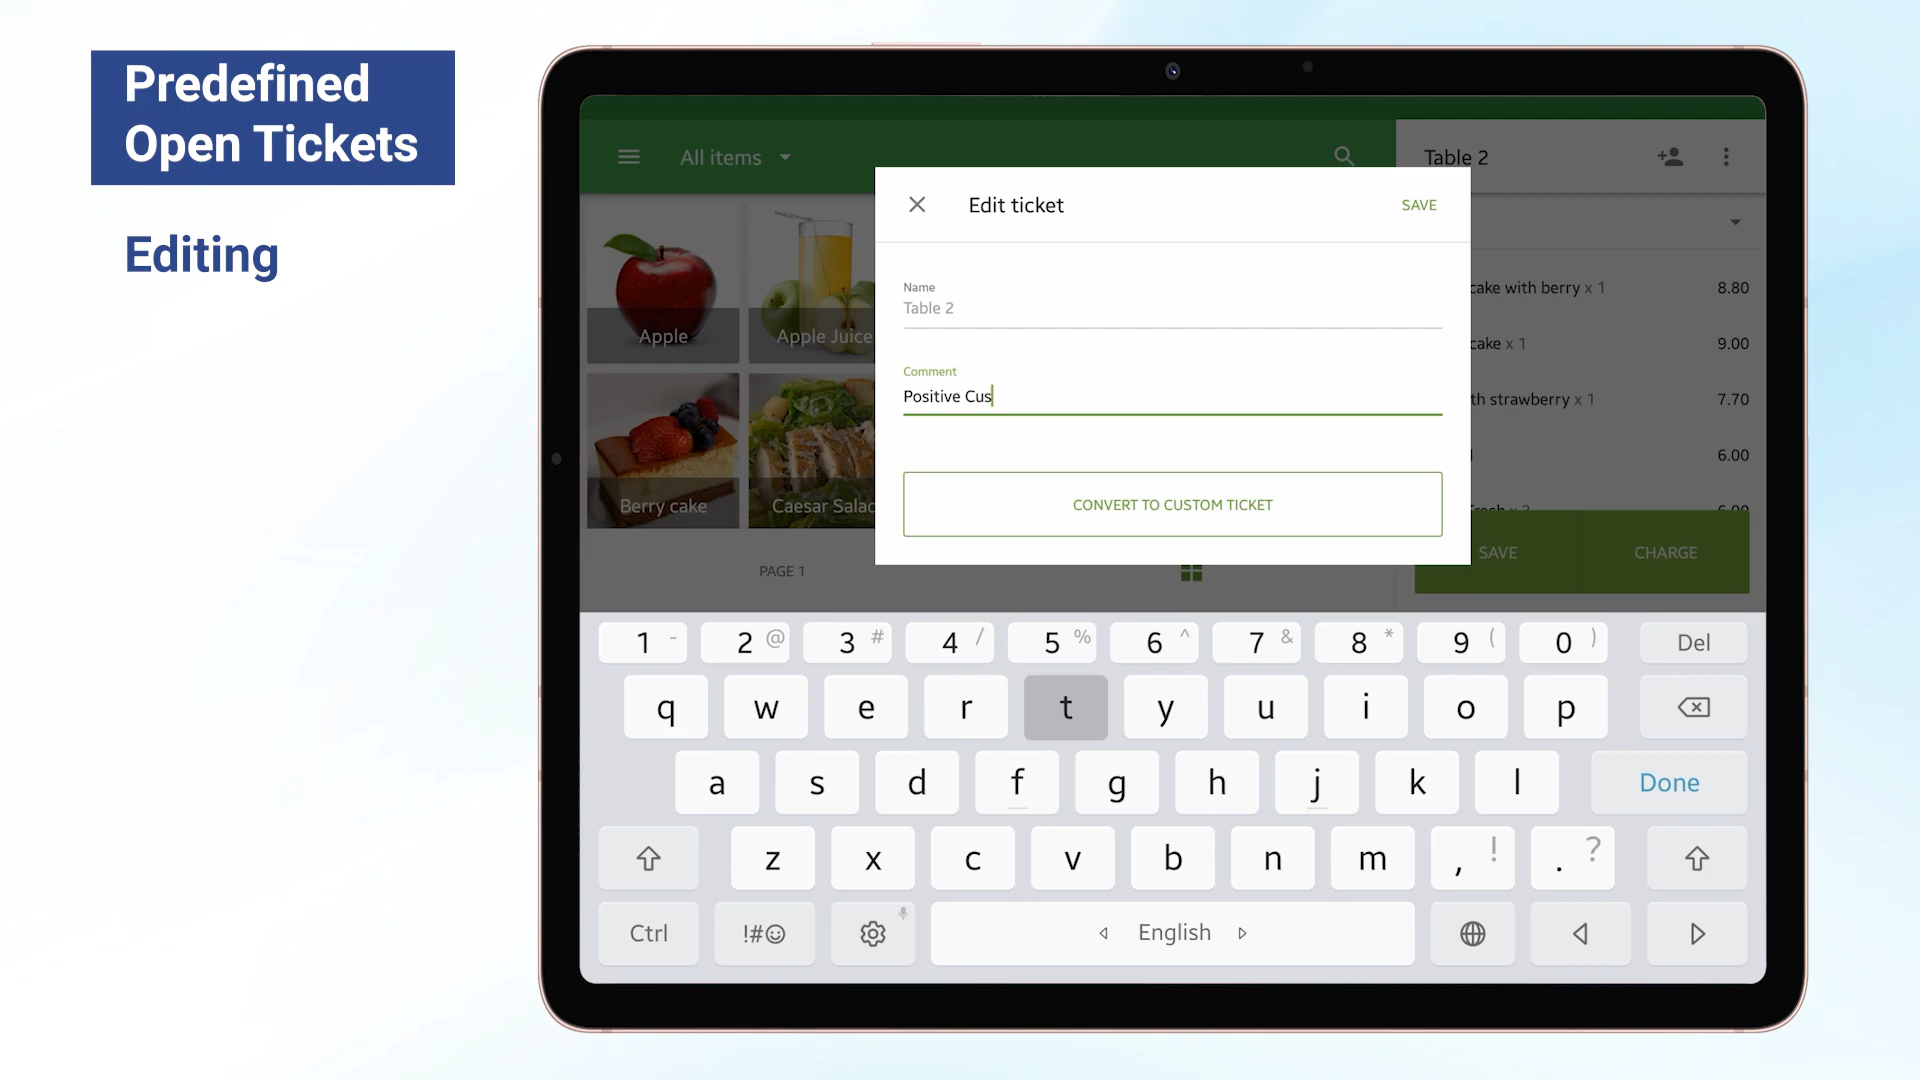 Predefined
Open Tickets
Editing
All items
Table 2
Edit ticket
SAVE
Name
Table 2
Comment
Positive Cus
CONVERT TO CUSTOM TICKET
Apple
Apple Juice
Berry cake
Caesar Salad
PAGE 1
cake with berry x 1 8.80
cake x 1 9.00
th strawberry x 1 7.70
6.00
SAVE
CHARGE
1 - 2 @ 3 # 4 / 5 % 6 ^ 7 & 8 * 9 ( 0 ) Del
q w e r t y u i o p
a s d f g h j k l Done
z x c v b n m , ! . ?
Ctrl !#☺ English